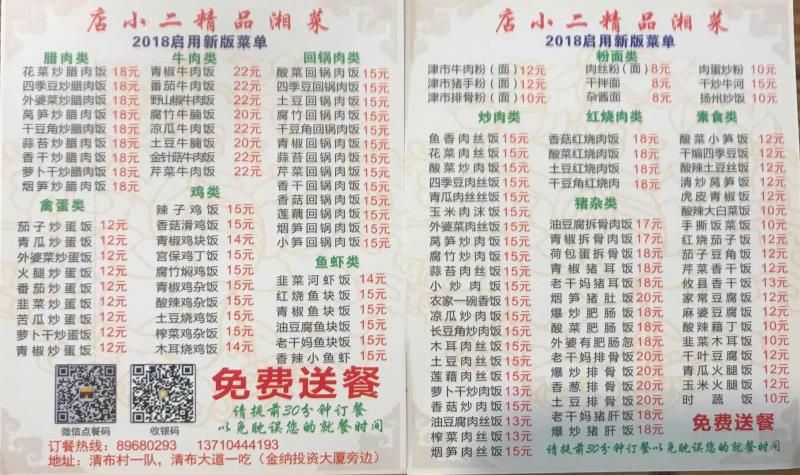 店小二精品湘菜
2018启用新版菜单
腊肉类
花菜炒腊肉饭 18元
四季豆炒腊肉饭 18元
外婆菜炒腊肉饭 18元
莴笋炒腊肉饭 18元
干豆角炒腊肉饭 18元
蒜苔炒腊肉饭 18元
香干炒腊肉饭 18元
萝卜干炒腊肉饭 18元
烟笋炒腊肉饭 18元
禽蛋类
茄子炒蛋饭 12元
青瓜炒蛋饭 12元
外婆菜炒蛋饭 12元
火腿炒蛋饭 12元
番茄炒蛋饭 12元
韭菜炒蛋饭 12元
苦瓜炒蛋饭 12元
萝卜干炒蛋饭 12元
青椒炒蛋饭 12元
牛肉类
青椒牛肉饭 22元
番茄牛肉饭 22元
野山椒牛肉饭 22元
腐竹牛腩饭 20元
凉瓜牛肉饭 22元
土豆牛腩饭 20元
金针菇牛肉饭 22元
芹菜牛肉饭 22元
鸡类
辣子鸡饭 15元
香菇滑鸡饭 15元
青椒鸡块饭 14元
宫保鸡丁饭 15元
腐竹焖鸡饭 15元
青椒鸡杂饭 15元
酸辣鸡杂饭 15元
土豆烧鸡饭 15元
榨菜鸡杂饭 15元
木耳烧鸡饭 14元
回锅肉类
酸菜回锅肉饭 15元
四季豆回锅肉饭 15元
土豆回锅肉饭 15元
腐竹回锅肉饭 15元
干豆角回锅肉饭 15元
青椒回锅肉饭 15元
蒜苔回锅肉饭 15元
香干回锅肉饭 15元
香菇回锅肉饭 15元
莲藕回锅肉饭 15元
烟笋回锅肉饭 15元
小笋回锅肉饭 15元
鱼虾类
韭菜河虾饭 14元
红烧鱼块饭 15元
青椒鱼块饭 15元
油豆腐鱼块饭 15元
老干妈鱼块饭 15元
香辣小鱼虾 15元
微信点餐码
收银码
免费送餐
请提前30分钟订餐
以免耽误您的就餐时间
订餐热线：89680293 13710444193
地址：清布村一队，清布大道一吃（金纳投资大厦旁边）
店小二精品湘菜
2018启用新版菜单
粉面类
津市牛肉粉（面）12元
津市猪手粉（面）12元
津市排骨粉（面）10元
肉丝粉（面）8元
干拌面 8元
杂酱面 8元
肉蛋炒粉 10元
干炒牛河 15元
扬州炒饭 10元
炒肉类
鱼香肉丝饭 15元
花菜肉丝饭 15元
酸菜炒肉饭 15元
四季豆肉丝饭 15元
青瓜肉丝饭 15元
玉米肉沫饭 15元
外婆菜肉丝饭 15元
莴笋炒肉饭 15元
腐竹炒肉饭 15元
蒜苔肉丝饭 15元
小炒肉饭 15元
农家一碗香饭 15元
凉瓜炒肉饭 15元
长豆角炒肉饭 15元
木耳肉丝饭 15元
土豆肉丝饭 15元
莲藕肉丝饭 15元
萝卜干炒肉饭 13元
香菇炒肉饭 15元
油豆腐炒肉饭 13元
榨菜肉丝饭 13元
烟笋肉丝饭 15元
红烧肉类
香菇红烧肉饭 18元
酸菜红烧肉饭 18元
土豆红烧肉饭 18元
干豆角红烧肉 18元
猪杂类
油豆腐拆骨肉饭 17元
青椒拆骨肉饭 17元
荷包蛋拆骨饭 18元
青椒猪耳饭 18元
老干妈猪耳饭 18元
烟笋猪肚饭 20元
爆炒肥肠饭 18元
酸菜肥肠饭 18元
外婆有肥肠忽 18元
老干妈排骨饭 20元
爆炒排骨饭 20元
香葱排骨饭 20元
土豆排骨饭 20元
老干妈猪肝饭 18元
爆炒猪肝饭 18元
素食类
酸菜小笋饭 12元
干煸四季豆饭 12元
酸辣土豆丝饭 12元
清炒莴笋饭 12元
虎皮青椒饭 12元
酸辣大白菜饭 10元
手撕饭菜饭 10元
红烧茄子饭 12元
茄子豆角饭 12元
芹菜香干饭 12元
攸县香干饭 13元
家常豆腐饭 12元
麻婆豆腐饭 12元
酸辣藕丁饭 10元
韭菜木耳饭 10元
千叶豆腐饭 12元
青瓜火腿饭 12元
玉米火腿饭 12元
时蔬饭 10元
免费送餐
请提前30分钟订餐以免耽误您的就餐时间